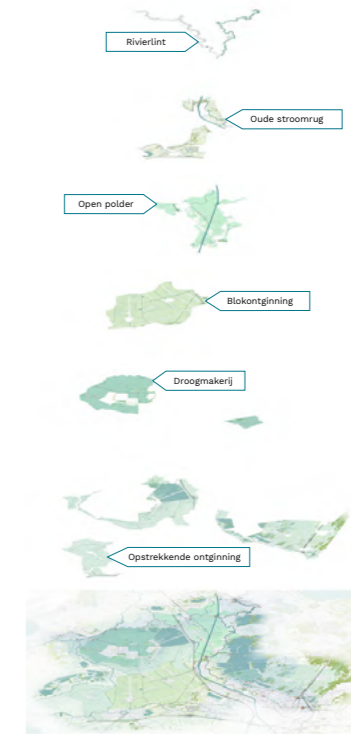 Rivierlint
Oude stroomrug
Open polder
Blokontginning
Droogmakerij
Opstrekkende ontginning